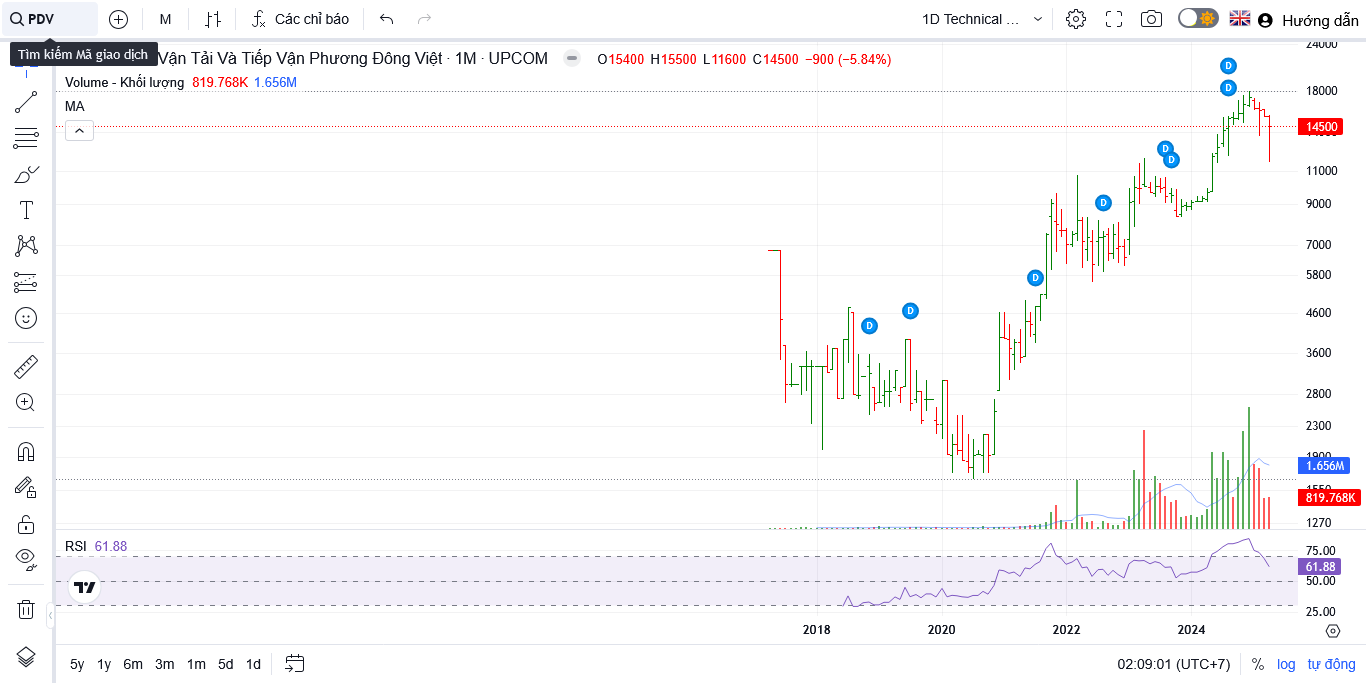 PDV
M
Các chỉ báo
1D Technical ...
Hướng dẫn
Tìm kiếm Mã giao dịch
Vận Tải Và Tiếp Vận Phương Đông Việt · 1M · UPCOM
O15400 H15500 L11600 C14500 −900 (−5.84%)
Volume - Khối lượng 819.768K 1.656M
MA
24000
18000
14500
11000
9000
7000
5800
4600
3600
2800
2300
1900
1.656M
1550
819.768K
1270
D
D
D
D
D
D
D
D
D
RSI 61.88
75.00
61.88
50.00
25.00
2018
2020
2022
2024
5y 1y 6m 3m 1m 5d 1d
02:09:01 (UTC+7)
%
log
tự động